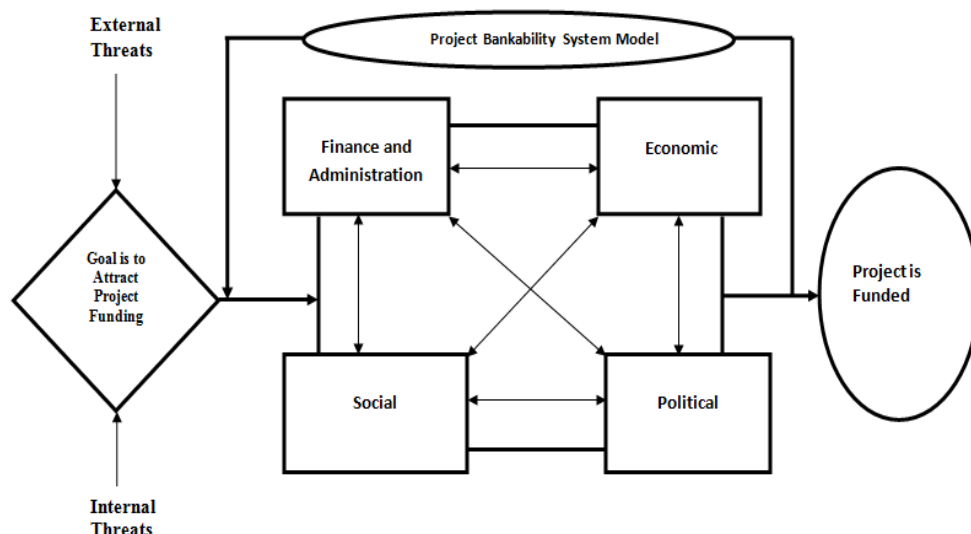 External
Threats
Project Bankability System Model
Finance and
Administration
Economic
Goal is to
Attract
Project
Funding
Project is
Funded
Social
Political
Internal
Threats